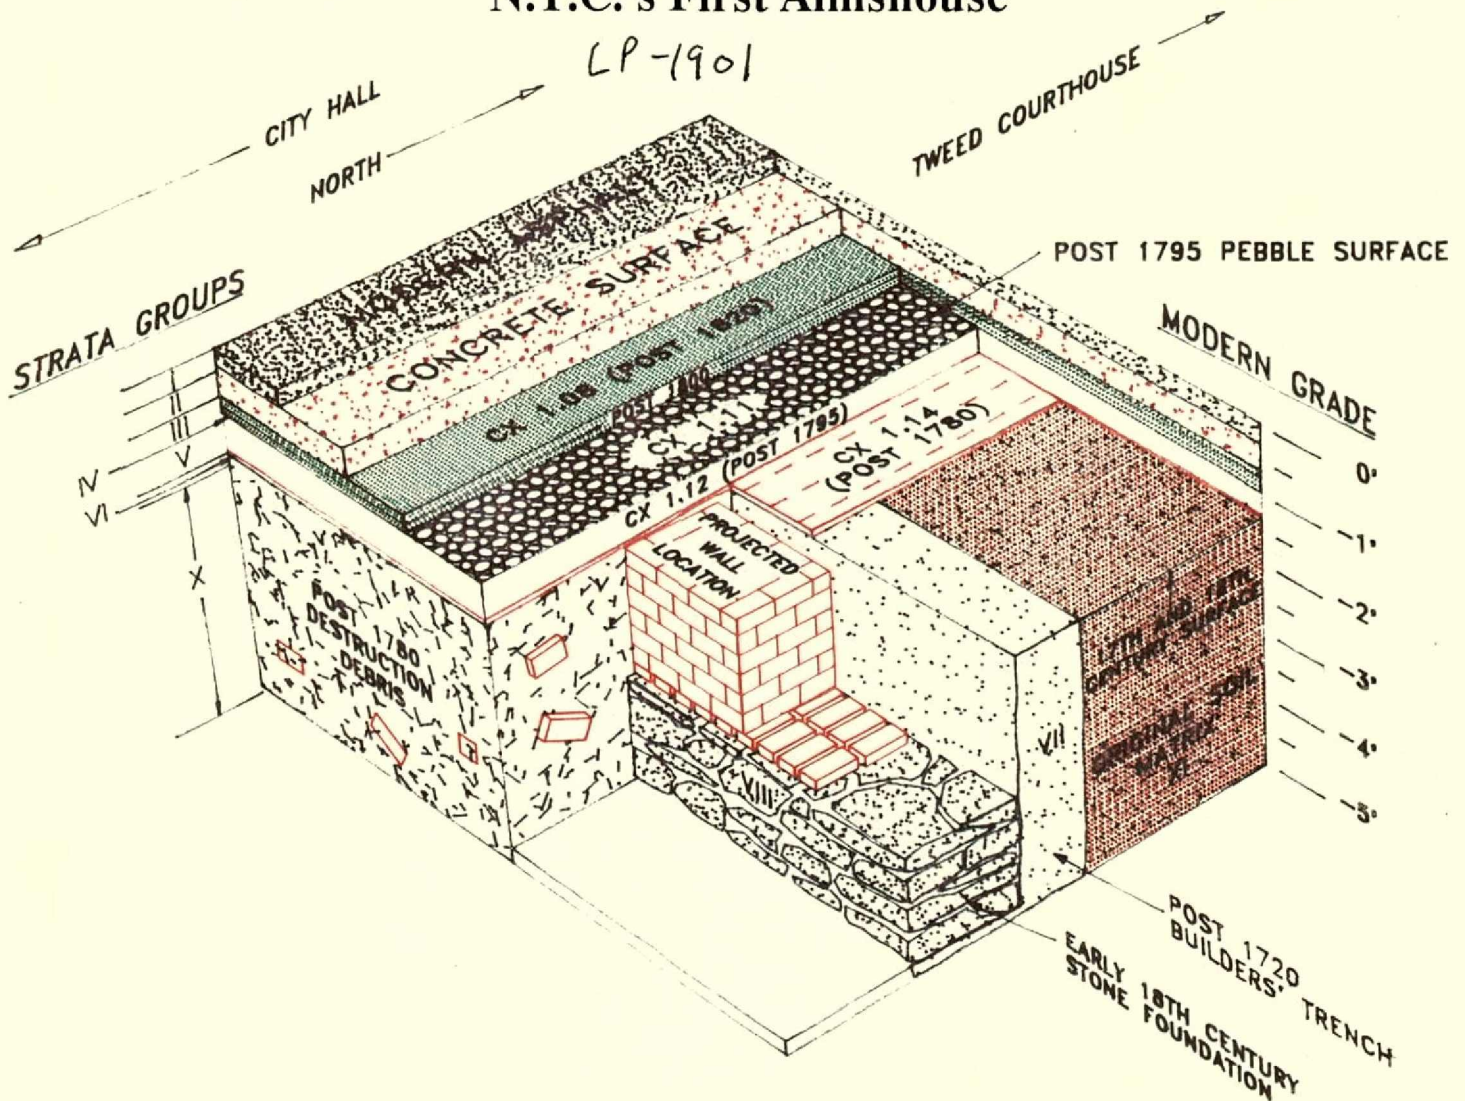 N.Y.C.'s First Almshouse
LP-1901
CITY HALL
NORTH
TWEED COURTHOUSE
STRATA GROUPS
POST 1795 PEBBLE SURFACE
MODERN GRADE
MODERN ASPHALT
CONCRETE SURFACE
CX 1.08 (POST 1820)
POST 1800
CX 1.11
CX 1.12 (POST 1795)
CX 1.14
(POST
1780)
I
II
III
IV
V
VI
X
0'
-1'
-2'
-3'
-4'
-5'
PROJECTED
WALL
LOCATION
POST 1780
DESTRUCTION
DEBRIS
17TH AND 18TH
CENTURY SURFACE
ORIGINAL SOIL
MATRIX
XI
VII
VIII
POST 1720
BUILDERS' TRENCH
EARLY 18TH CENTURY
STONE FOUNDATION